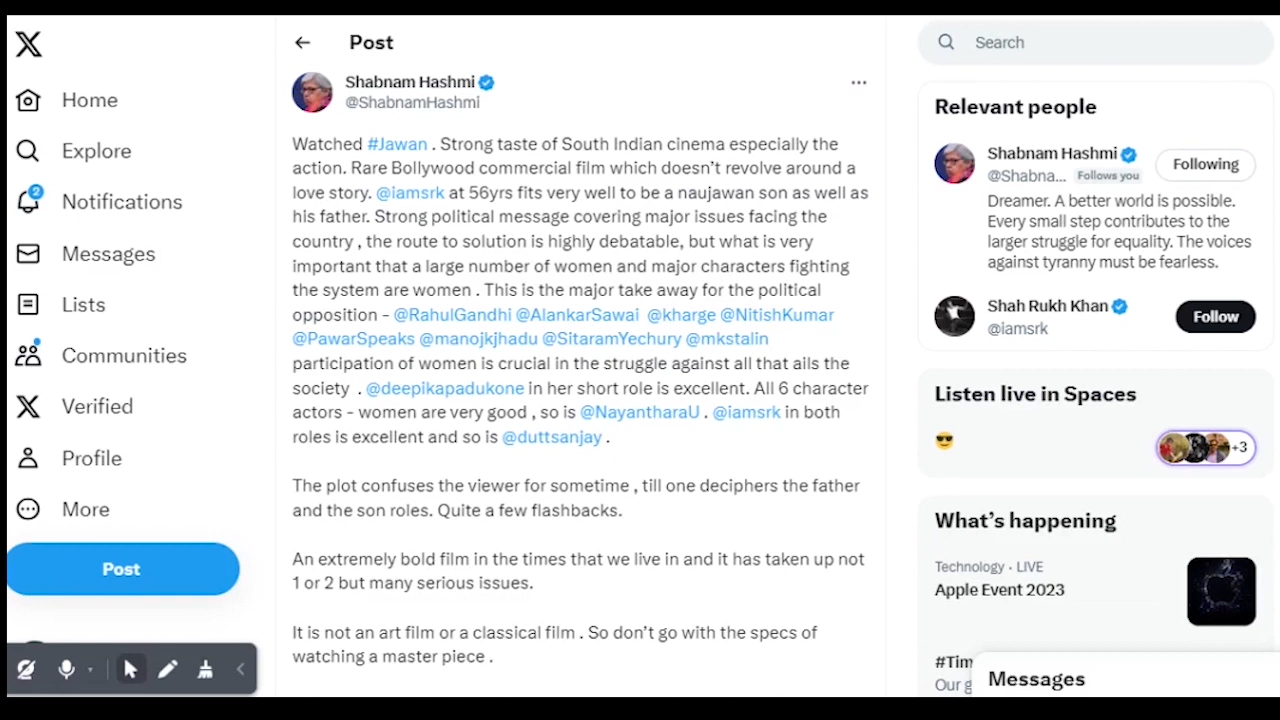 Home
Explore
2
Notifications
Messages
Lists
Communities
Verified
Profile
More
Post
Post
Shabnam Hashmi
@ShabnamHashmi
Watched #Jawan . Strong taste of South Indian cinema especially the
action. Rare Bollywood commercial film which doesn't revolve around a
love story. @iamsrk at 56yrs fits very well to be a naujawan son as well as
his father. Strong political message covering major issues facing the
country , the route to solution is highly debatable, but what is very
important that a large number of women and major characters fighting
the system are women . This is the major take away for the political
opposition - @RahulGandhi @AlankarSawai @kharge @NitishKumar
@PawarSpeaks @manojkjhadu @SitaramYechury @mkstalin
participation of women is crucial in the struggle against all that ails the
society . @deepikapadukone in her short role is excellent. All 6 character
actors - women are very good , so is @NayantharaU . @iamsrk in both
roles is excellent and so is @duttsanjay .
The plot confuses the viewer for sometime , till one deciphers the father
and the son roles. Quite a few flashbacks.
An extremely bold film in the times that we live in and it has taken up not
1 or 2 but many serious issues.
It is not an art film or a classical film . So don't go with the specs of
watching a master piece .
Search
Relevant people
Shabnam Hashmi
@Shabna... Follows you
Following
Dreamer. A better world is possible.
Every small step contributes to the
larger struggle for equality. The voices
against tyranny must be fearless.
Shah Rukh Khan
@iamsrk
Follow
Listen live in Spaces
+3
What's happening
Technology · LIVE
Apple Event 2023
#Tim
Our g
Messages